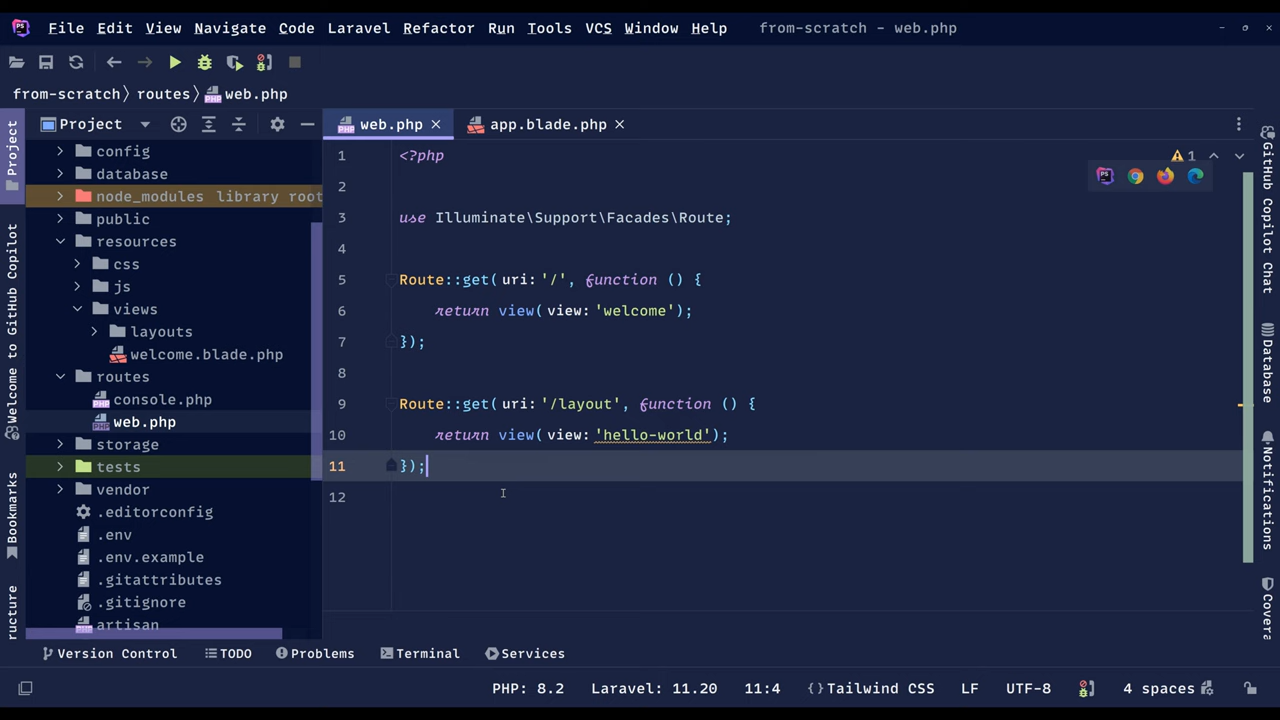 PS File Edit View Navigate Code Laravel Refactor Run Tools VCS Window Help from-scratch - web.php
from-scratch 〉 routes 〉 web.php
Project
web.php
app.blade.php
config
database
node_modules library root
public
resources
css
js
views
layouts
welcome.blade.php
routes
console.php
web.php
storage
tests
vendor
.editorconfig
.env
.env.example
.gitattributes
.gitignore
artisan
Project
Welcome to GitHub Copilot
Bookmarks
ructure
1 <?php
2
3 use Illuminate\Support\Facades\Route;
4
5 Route::get( uri: '/', function () {
6 return view( view: 'welcome');
7 });
8
9 Route::get( uri: '/layout', function () {
10 return view( view: 'hello-world');
11 });
12
1
GitHub Copilot Chat
Database
Notifications
Covera
Version Control TODO Problems Terminal Services
PHP: 8.2 Laravel: 11.20 11:4 {} Tailwind CSS LF UTF-8 4 spaces